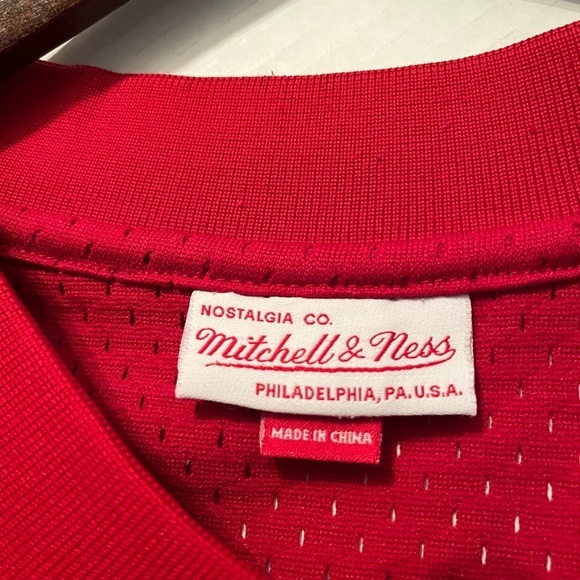 NOSTALGIA CO.
Mitchell & Ness
PHILADELPHIA, PA. U.S.A.
MADE IN CHINA